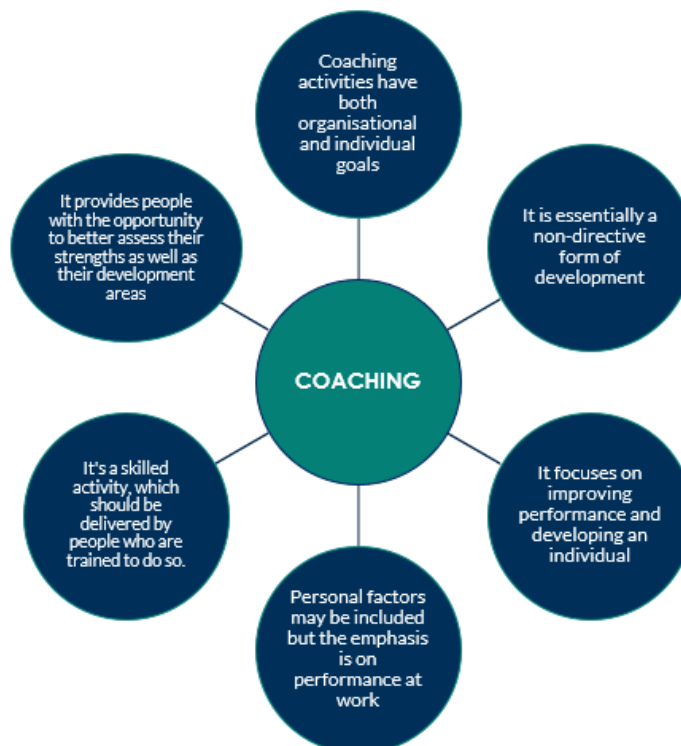 Coaching
activities have
both
organisational
and individual
goals
It is essentially a
non-directive
form of
development
It focuses on
improving
performance and
developing an
individual
Personal factors
may be included
but the emphasis
is on
performance at
work
It's a skilled
activity, which
should be
delivered by
people who are
trained to do so.
It provides people
with the opportunity
to better assess their
strengths as well as
their development
areas
COACHING